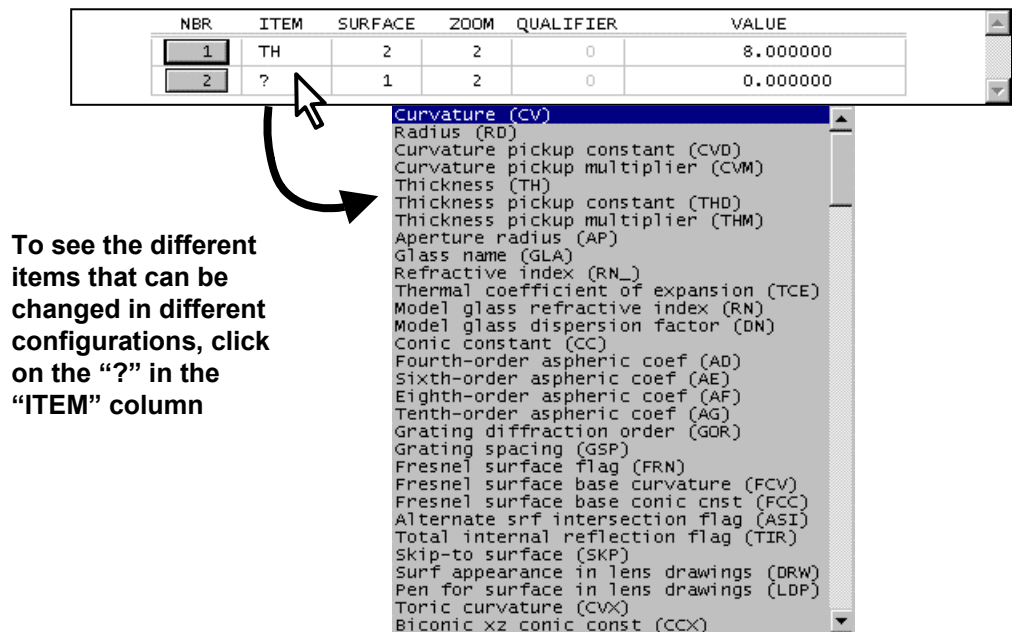 NBR ITEM SURFACE ZOOM QUALIFIER VALUE
1 TH 2 2 0 8.000000
2 ? 1 2 0 0.000000
Curvature (CV)
Radius (RD)
Curvature pickup constant (CVD)
Curvature pickup multiplier (CVM)
Thickness (TH)
Thickness pickup constant (THD)
Thickness pickup multiplier (THM)
Aperture radius (AP)
Glass name (GLA)
Refractive index (RN_)
Thermal coefficient of expansion (TCE)
Model glass refractive index (RN)
Model glass dispersion factor (DN)
Conic constant (CC)
Fourth-order aspheric coef (AD)
Sixth-order aspheric coef (AE)
Eighth-order aspheric coef (AF)
Tenth-order aspheric coef (AG)
Grating diffraction order (GOR)
Grating spacing (GSP)
Fresnel surface flag (FRN)
Fresnel surface base curvature (FCV)
Fresnel surface base conic cnst (FCC)
Alternate srf intersection flag (ASI)
Total internal reflection flag (TIR)
Skip-to surface (SKP)
Surf appearance in lens drawings (DRW)
Pen for surface in lens drawings (LDP)
Toric curvature (CVX)
Biconic xz conic const (CCX)
To see the different
items that can be
changed in different
configurations, click
on the “?” in the
“ITEM” column